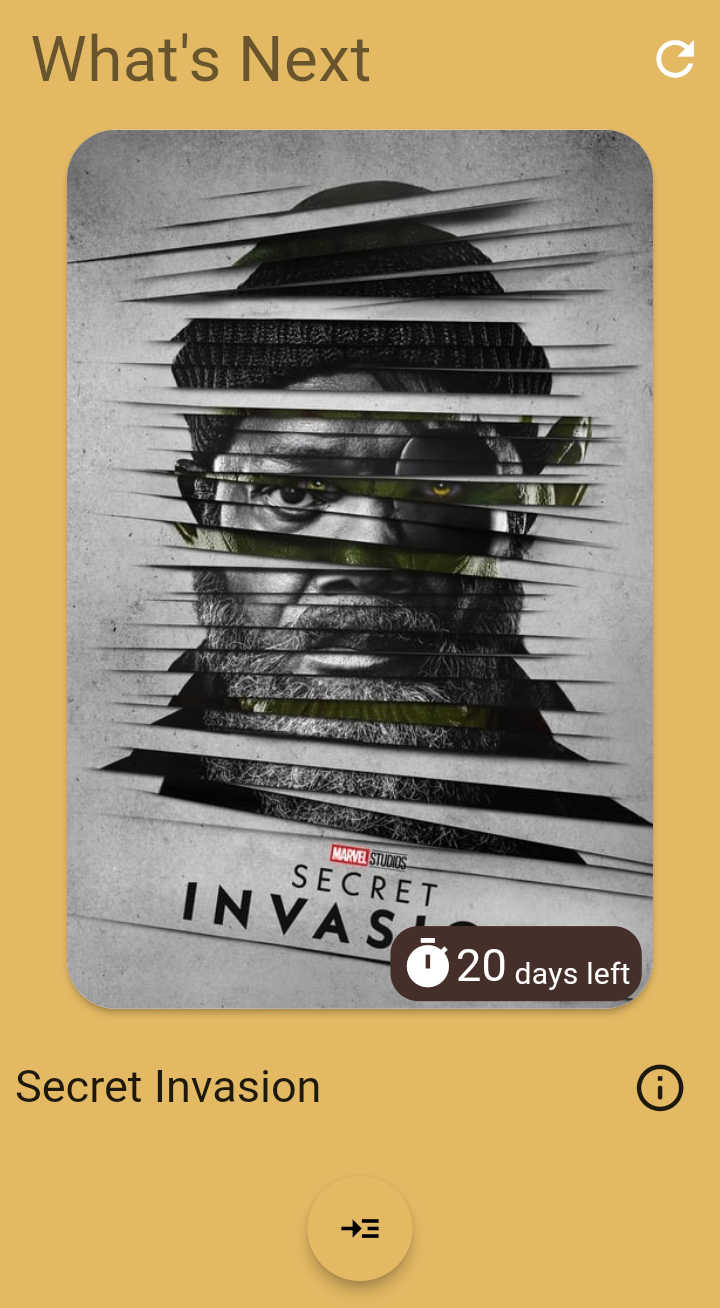 What's Next
MARVEL STUDIOS
SECRET
20 days left
Secret Invasion